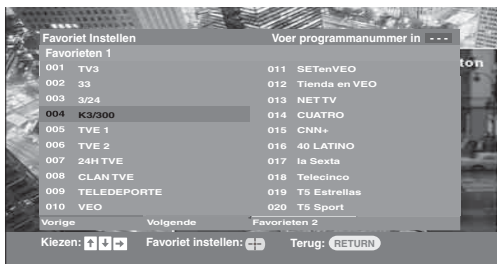 Favoriet Instellen Voer programmanummer in ---
Favorieten 1
001 TV3
002 33
003 3/24
004 K3/300
005 TVE 1
006 TVE 2
007 24H TVE
008 CLAN TVE
009 TELEDEPORTE
010 VEO
011 SETenVEO
012 Tienda en VEO
013 NET TV
014 CUATRO
015 CNN+
016 40 LATINO
017 la Sexta
018 Telecinco
019 T5 Estrellas
020 T5 Sport
Vorige Volgende Favorieten 2
Kiezen: ↑ ↓ → Favoriet instellen: Terug: RETURN
ton